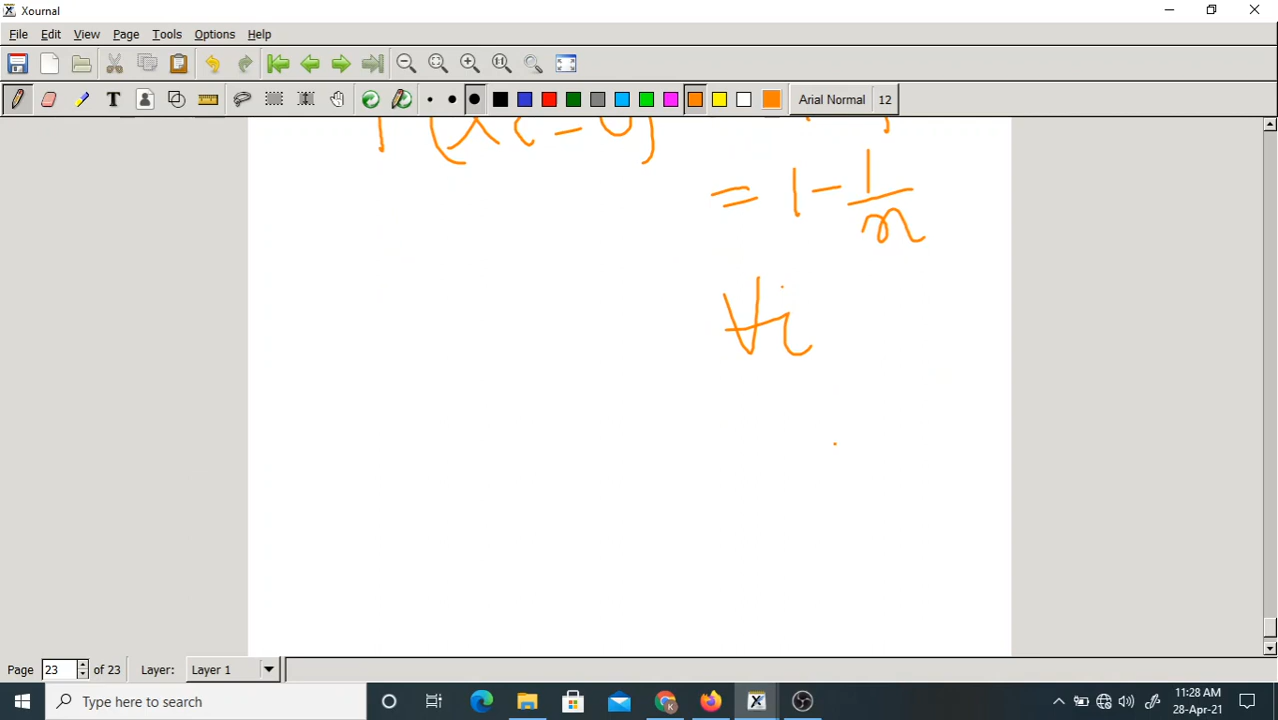 Xournal
File Edit View Page Tools Options Help
Arial Normal 12
= 1 - 1/n
∀i
Page 23 of 23 Layer: Layer 1
Type here to search
11:28 AM
28-Apr-21